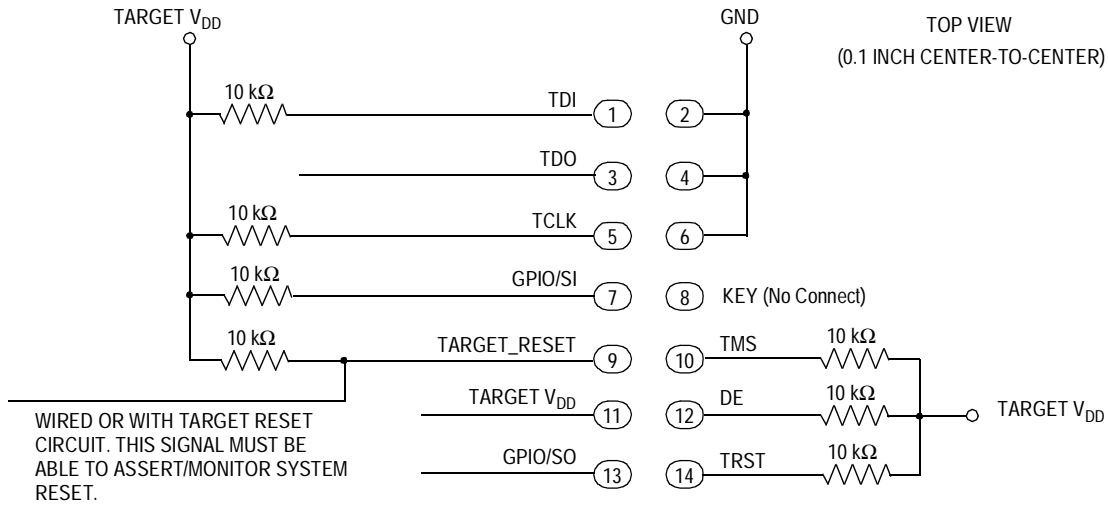 TARGET VDD
GND
TOP VIEW
(0.1 INCH CENTER-TO-CENTER)
10 kΩ
TDI
1
2
TDO
3
4
10 kΩ
TCLK
5
6
10 kΩ
GPIO/SI
7
8
KEY (No Connect)
10 kΩ
TARGET_RESET
9
10
TMS
10 kΩ
TARGET VDD
11
12
DE
10 kΩ
TARGET VDD
GPIO/SO
13
14
TRST
10 kΩ
WIRED OR WITH TARGET RESET
CIRCUIT. THIS SIGNAL MUST BE
ABLE TO ASSERT/MONITOR SYSTEM
RESET.